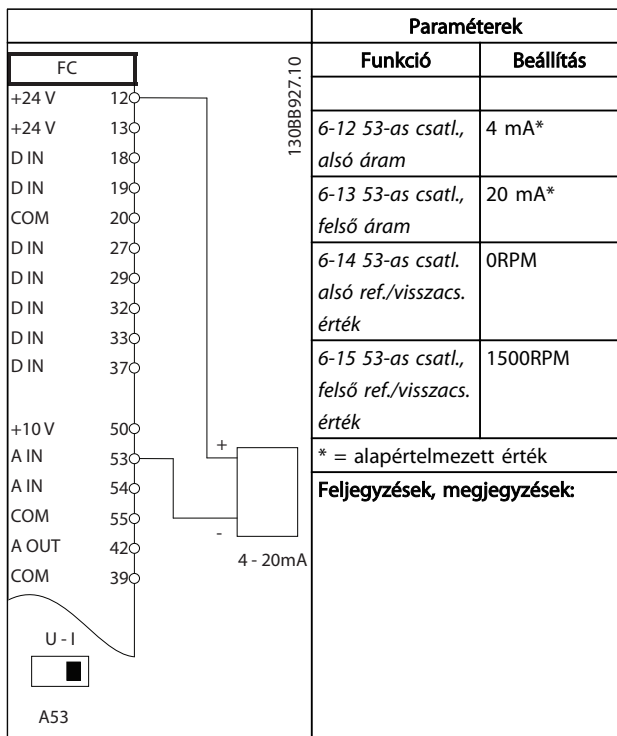 Paraméterek
Funkció Beállítás
6-12 53-as csatl., 4 mA*
alsó áram
6-13 53-as csatl., 20 mA*
felső áram
6-14 53-as csatl. 0RPM
alsó ref./visszacs.
érték
6-15 53-as csatl., 1500RPM
felső ref./visszacs.
érték
* = alapértelmezett érték
Feljegyzések, megjegyzések:
FC
130BB927.10
+24 V 12
+24 V 13
D IN 18
D IN 19
COM 20
D IN 27
D IN 29
D IN 32
D IN 33
D IN 37
+10 V 50
A IN 53
A IN 54
COM 55
A OUT 42
COM 39
+
-
4 - 20mA
U - I
A53